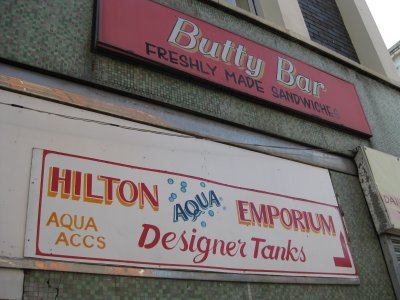 Butty Bar
FRESHLY MADE SANDWICHES
HILTON AQUA EMPORIUM
AQUA ACCS
Designer Tanks